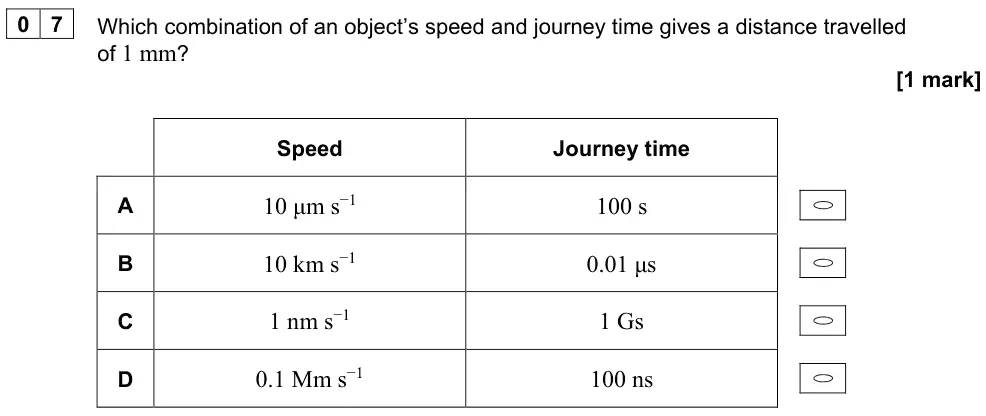 0 7 Which combination of an object’s speed and journey time gives a distance travelled
of 1 mm?
[1 mark]
Speed Journey time
A 10 μm s⁻¹ 100 s
B 10 km s⁻¹ 0.01 μs
C 1 nm s⁻¹ 1 Gs
D 0.1 Mm s⁻¹ 100 ns